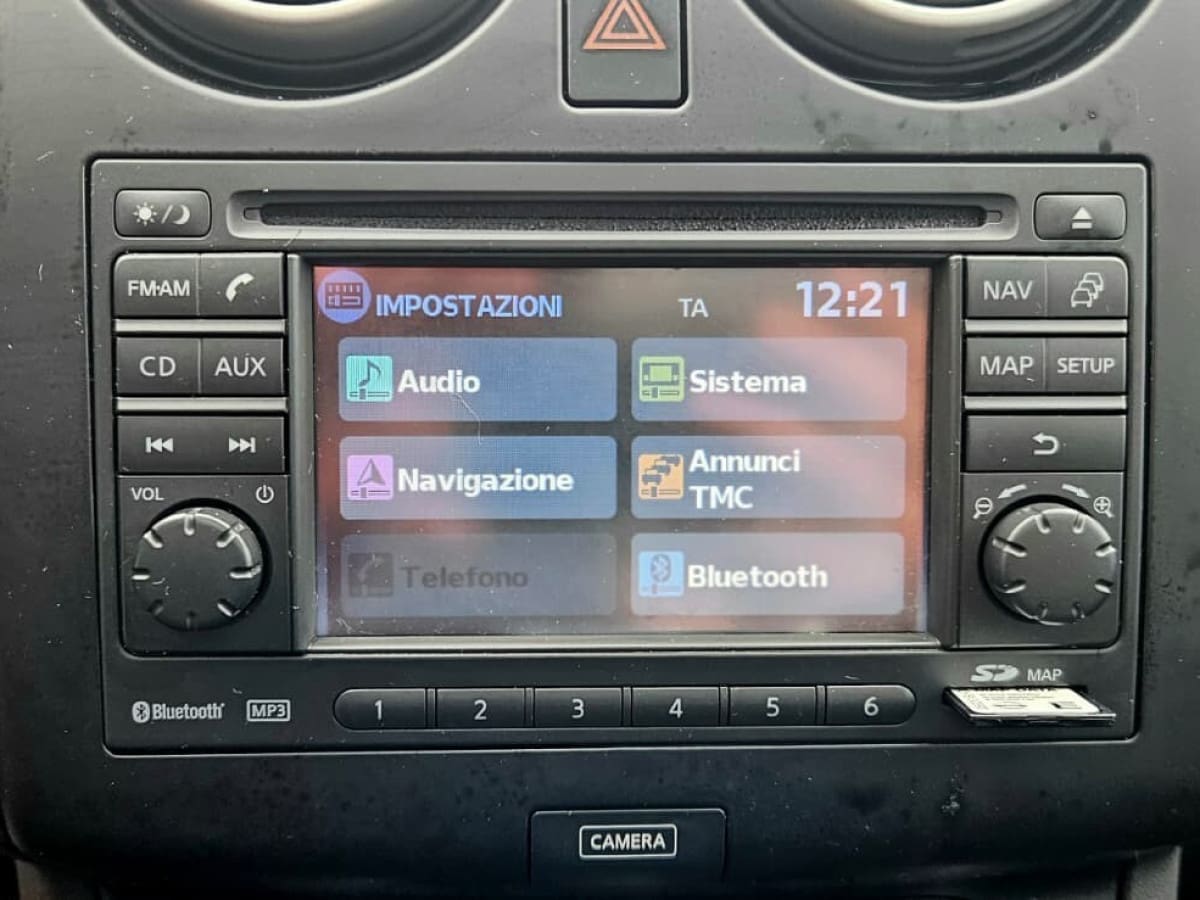 FM·AM
CD AUX
VOL
IMPOSTAZIONI TA 12:21
Audio
Sistema
Navigazione
Annunci
TMC
Telefono
Bluetooth
NAV
MAP SETUP
SD MAP
Bluetooth MP3
1 2 3 4 5 6
CAMERA